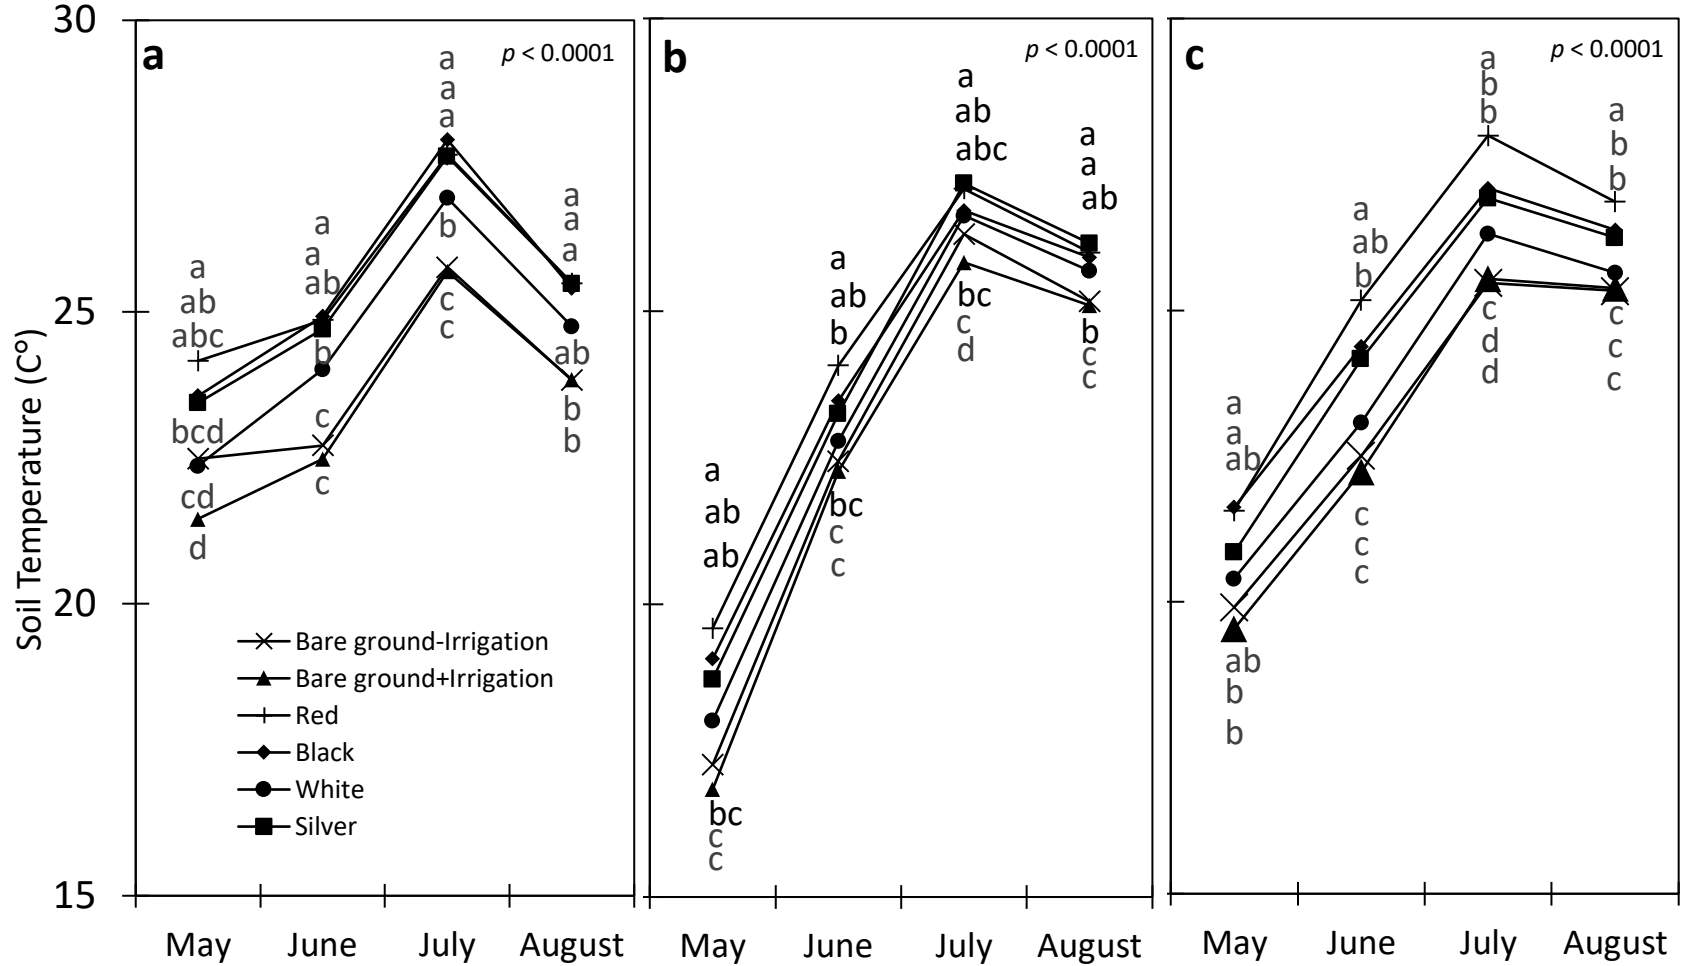 Soil Temperature (C°)
30
25
20
15
a
p < 0.0001
a
ab
abc
bcd
cd
d
a
a
ab
b
c
c
a
a
a
b
c
c
a
a
a
ab
b
b
Bare ground-Irrigation
Bare ground+Irrigation
Red
Black
White
Silver
May June July August
b
p < 0.0001
a
ab
ab
bc
c
c
a
ab
b
bc
c
c
a
ab
abc
bc
c
d
a
a
ab
b
c
c
May June July August
c
p < 0.0001
a
a
ab
ab
b
b
a
ab
b
c
c
c
a
b
b
c
d
d
a
b
b
c
c
c
May June July August